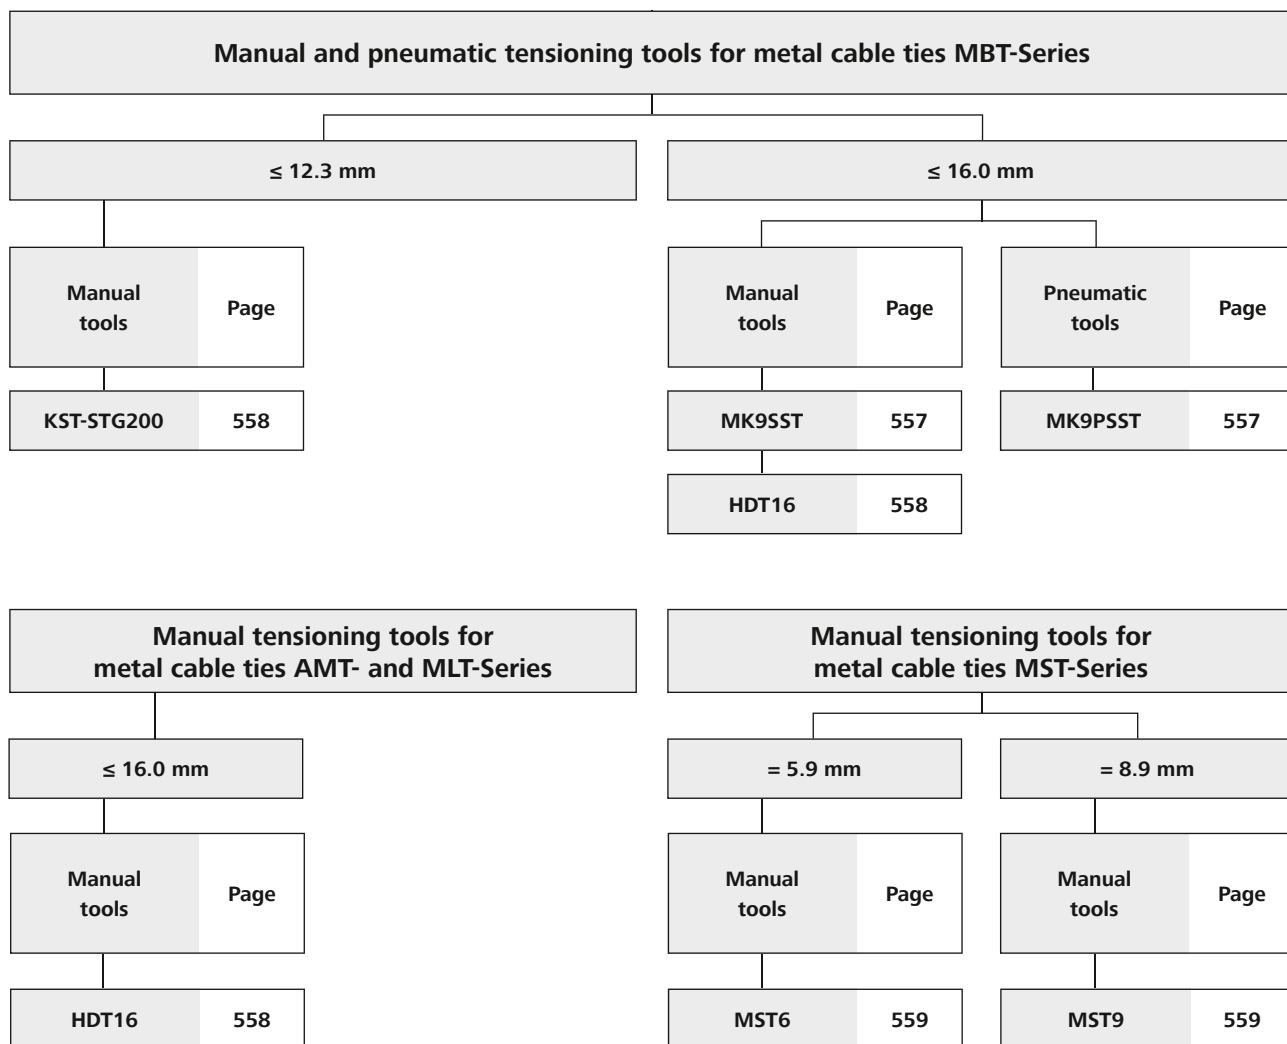 Manual and pneumatic tensioning tools for metal cable ties MBT-Series
≤ 12.3 mm
Manual
tools
Page
KST-STG200
558
≤ 16.0 mm
Manual
tools
Page
MK9SST
557
HDT16
558
Pneumatic
tools
Page
MK9PSST
557
Manual tensioning tools for
metal cable ties AMT- and MLT-Series
≤ 16.0 mm
Manual
tools
Page
HDT16
558
Manual tensioning tools for
metal cable ties MST-Series
= 5.9 mm
Manual
tools
Page
MST6
559
= 8.9 mm
Manual
tools
Page
MST9
559